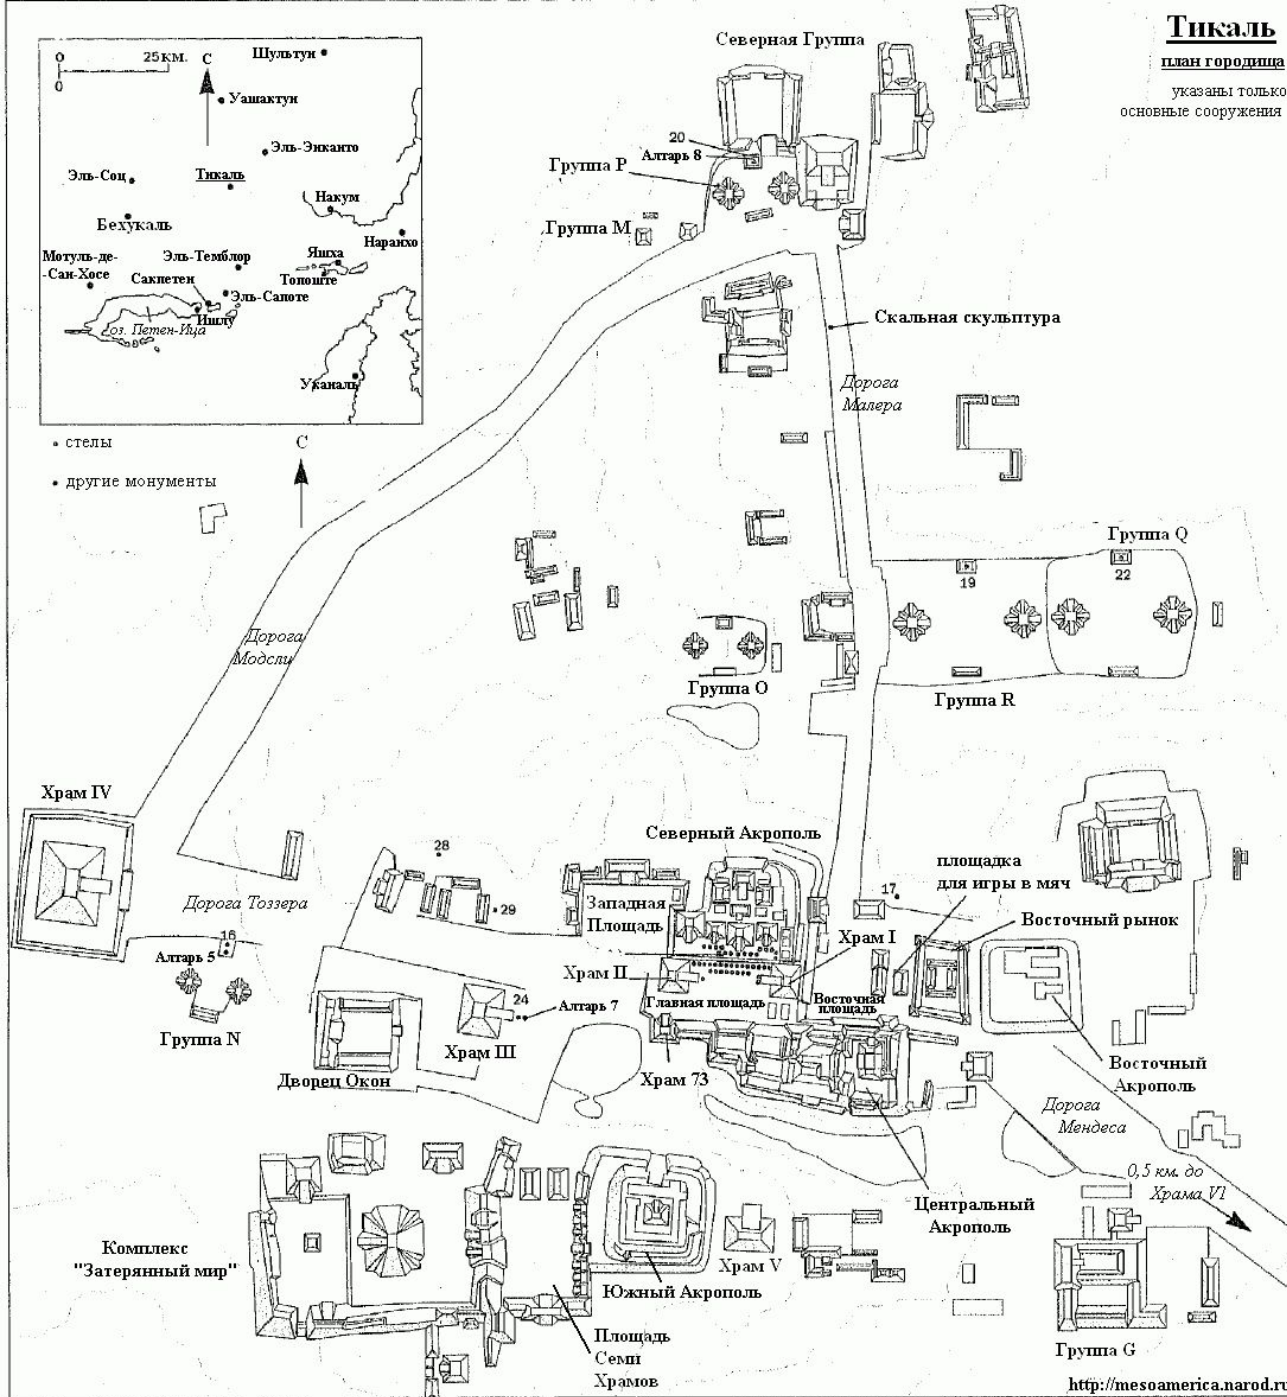 Тикаль
план городища
указаны только
основные сооружения
0
25 км.
0
С
Шультун
Уашактун
Эль-Энканто
Эль-Соц
Тикаль
Накум
Бехукаль
Наранхо
Мотуль-де-
-Сан-Хосе
Эль-Темблор
Яшха
Сакпетен
Топоште
Эль-Сапоте
Ишлу
оз. Петен-Ица
Уканаль
стелы
другие монументы
С
Северная Группа
20
Алтарь 8
Группа P
Группа M
Скальная скульптура
Дорога
Малера
Группа Q
19
22
Дорога
Модсли
Группа O
Группа R
Храм IV
Северный Акрополь
28
площадка
для игры в мяч
17
Дорога Тоззера
29
Западная
Площадь
Восточный рынок
16
Алтарь 5
Храм I
Храм II
24
Алтарь 7
Главная площадь
Восточная
площадь
Группа N
Храм III
Дворец Окон
Храм 73
Восточный
Акрополь
Дорога
Мендеса
0,5 км. до
Храма VI
Центральный
Акрополь
Комплекс
"Затерянный мир"
Храм V
Южный Акрополь
Площадь
Семи
Храмов
Группа G
http://mesoamerica.narod.ru